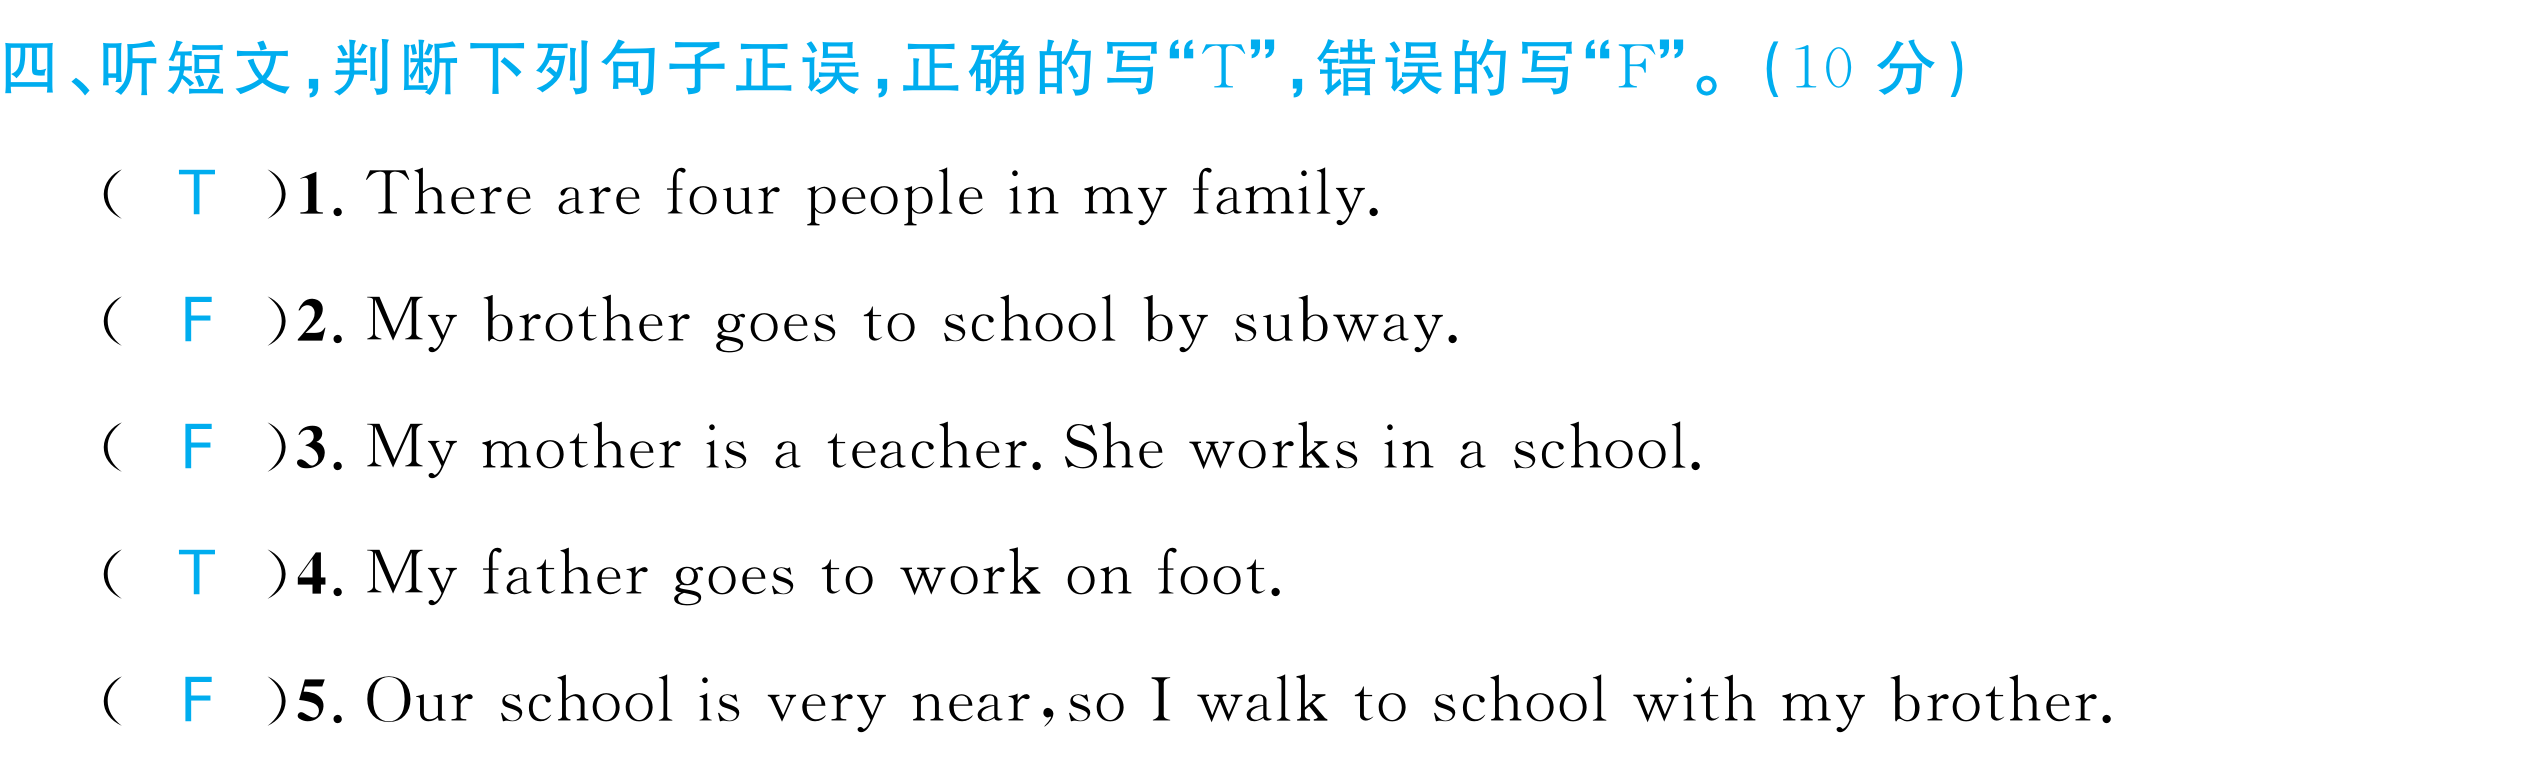 四、听短文,判断下列句子正误,正确的写“T”,错误的写“F”。(10 分)
( T )1. There are four people in my family.
( F )2. My brother goes to school by subway.
( F )3. My mother is a teacher. She works in a school.
( T )4. My father goes to work on foot.
( F )5. Our school is very near,so I walk to school with my brother.